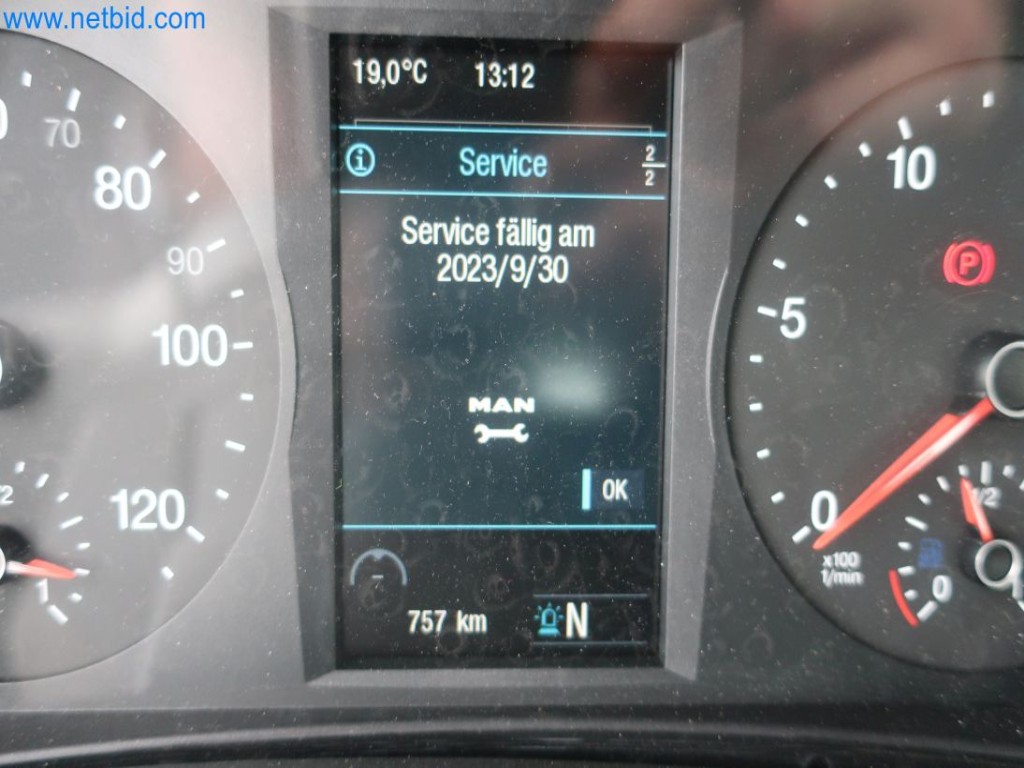 www.netbid.com
19,0°C 13:12
Service 2/2
Service fällig am
2023/9/30
MAN
OK
757 km N
70
80
90
100
120
1
10
5
0
x100
1/min
P
1/2
0